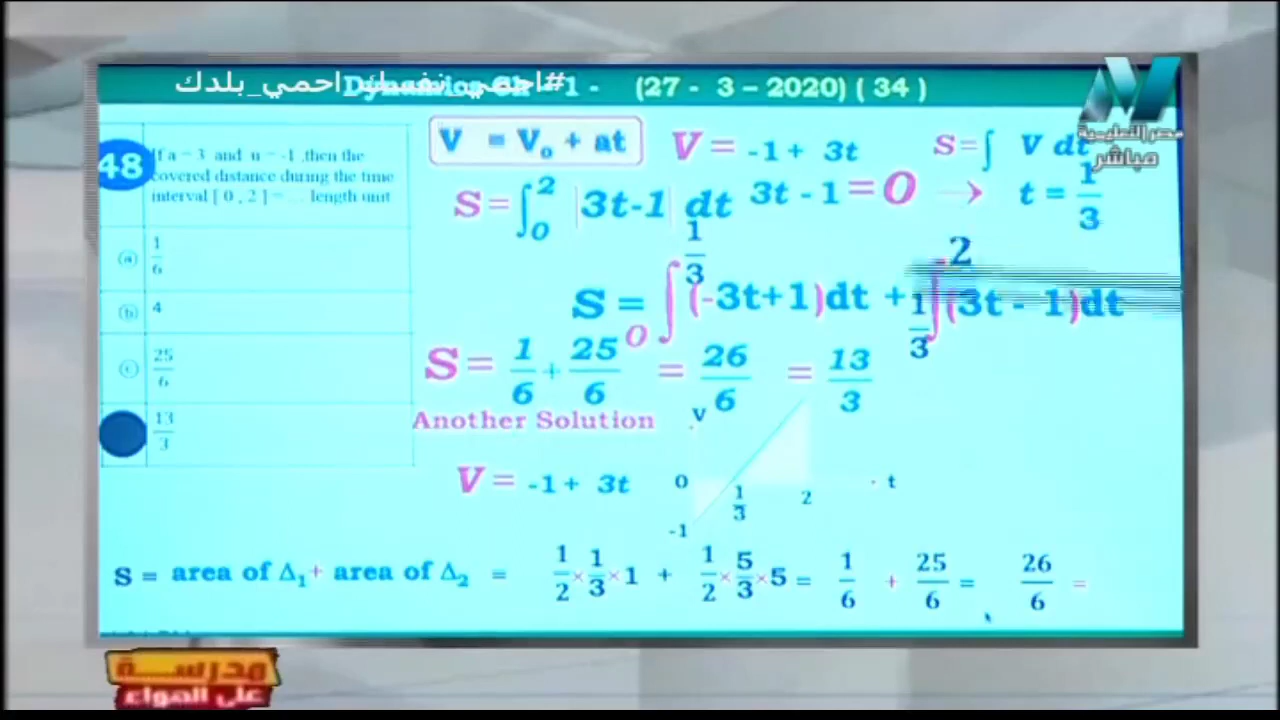 #احمي_نفسك_احمي_بلدك
Dynamics Ch - 1 - (27 - 3 – 2020) ( 34 )
مصر التعليمية
مباشر
48
If a = 3 and u = -1 ,then the
covered distance during the time
interval [ 0 , 2 ] = … length unit
(a) 1/6
(b) 4
(c) 25/6
13/3
V = V₀ + at
V = -1 + 3t
S = ∫ V dt
S = ∫₀² |3t-1| dt
3t - 1 = 0 → t = 1/3
S = ∫₀^(1/3) (-3t+1)dt + ∫_(1/3)^2 (3t - 1)dt
S = 1/6 + 25/6 = 26/6 = 13/3
Another Solution
V = -1 + 3t
V
0
1/3
2
t
-1
S = area of Δ₁ + area of Δ₂ = 1/2 × 1/3 × 1 + 1/2 × 5/3 × 5 = 1/6 + 25/6 = 26/6 =
مدرسة
على الهواء